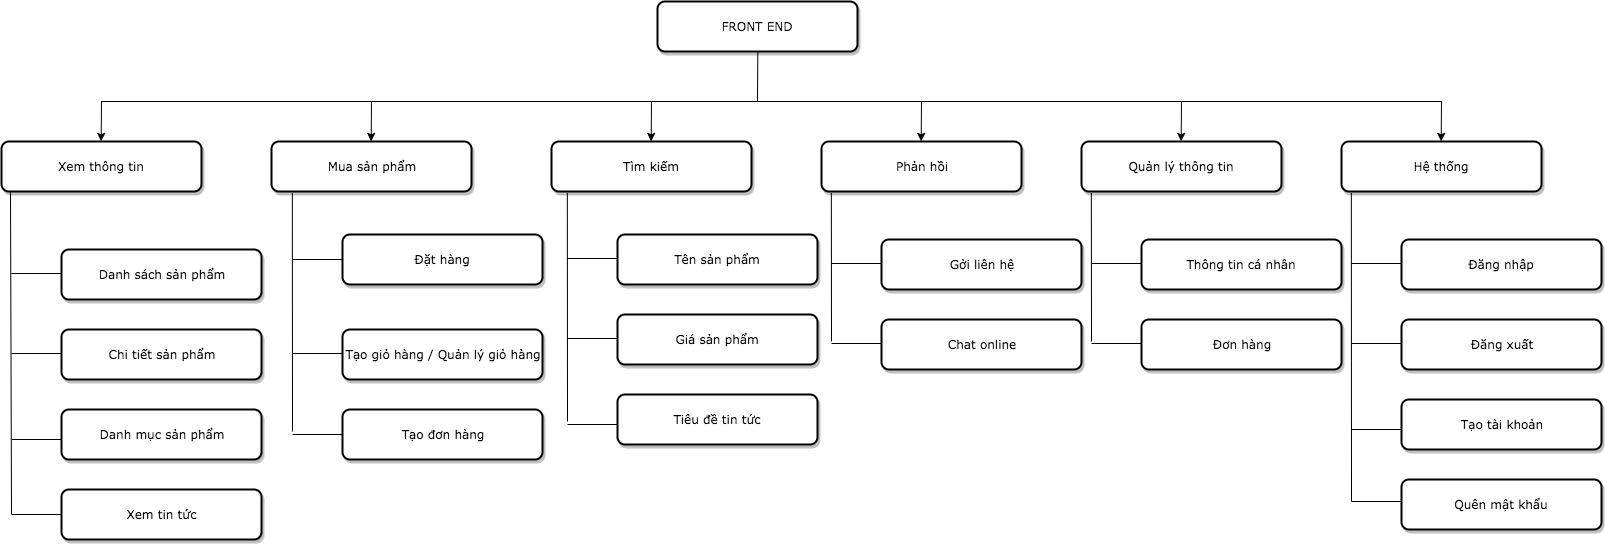 FRONT END
Xem thông tin
Mua sản phẩm
Tìm kiếm
Phản hồi
Quản lý thông tin
Hệ thống
Danh sách sản phẩm
Chi tiết sản phẩm
Danh mục sản phẩm
Xem tin tức
Đặt hàng
Tạo giỏ hàng / Quản lý giỏ hàng
Tạo đơn hàng
Tên sản phẩm
Giá sản phẩm
Tiêu đề tin tức
Gởi liên hệ
Chat online
Thông tin cá nhân
Đơn hàng
Đăng nhập
Đăng xuất
Tạo tài khoản
Quên mật khẩu